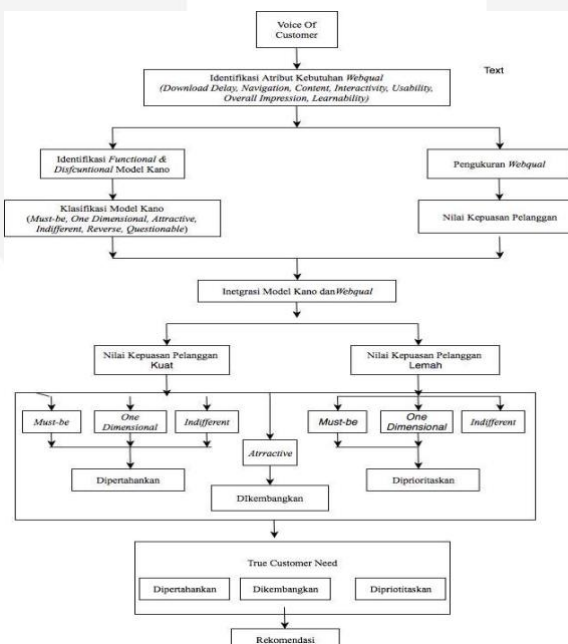 Voice Of
Customer
Identifikasi Atribut Kebutuhan Webqual
(Download Delay, Navigation, Content, Interactivity, Usability,
Overall Impression, Learnability)
Text
Identifikasi Functional &
Disfcuntional Model Kano
Pengukuran Webqual
Klasifikasi Model Kano
(Must-be, One Dimensional, Attractive,
Indifferent, Reverse, Questionable)
Nilai Kepuasan Pelanggan
Inetgrasi Model Kano dan Webqual
Nilai Kepuasan Pelanggan
Kuat
Nilai Kepuasan Pelanggan
Lemah
Must-be
One
Dimensional
Indifferent
Atrractive
Must-be
One
Dimensional
Indifferent
Dipertahankan
DIkembangkan
Diprioritaskan
True Customer Need
Dipertahankan
Dikembangkan
Dipriotitaskan
Rekomendasi